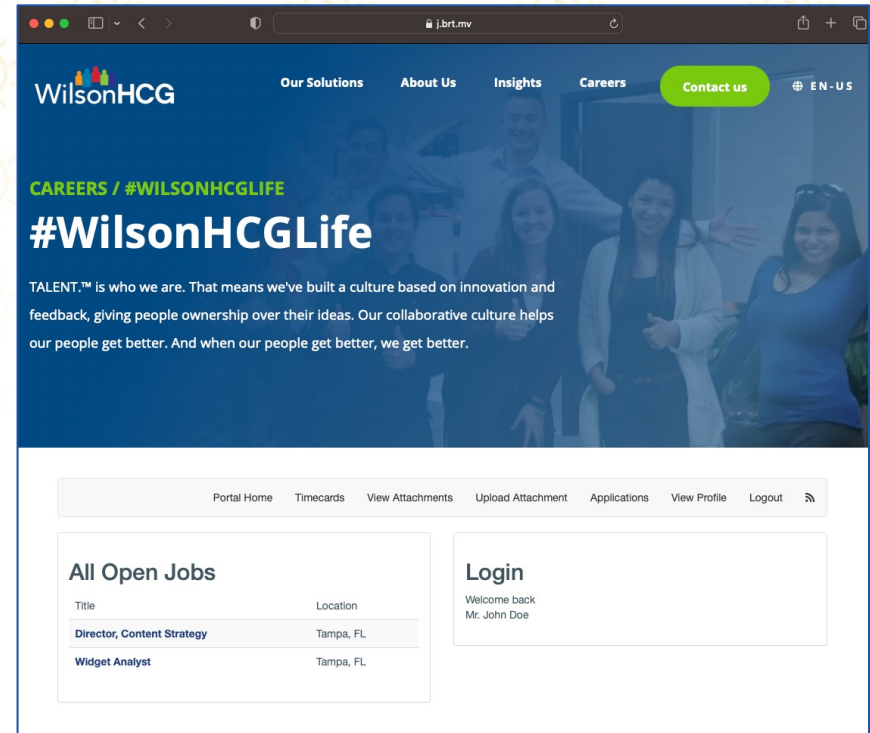 j.brt.mv
WilsonHCG
Our Solutions About Us Insights Careers Contact us EN-US
CAREERS / #WILSONHCGLIFE
#WilsonHCGLife
TALENT.™ is who we are. That means we've built a culture based on innovation and
feedback, giving people ownership over their ideas. Our collaborative culture helps
our people get better. And when our people get better, we get better.
Portal Home Timecards View Attachments Upload Attachment Applications View Profile Logout
All Open Jobs
Title Location
Director, Content Strategy Tampa, FL
Widget Analyst Tampa, FL
Login
Welcome back
Mr. John Doe